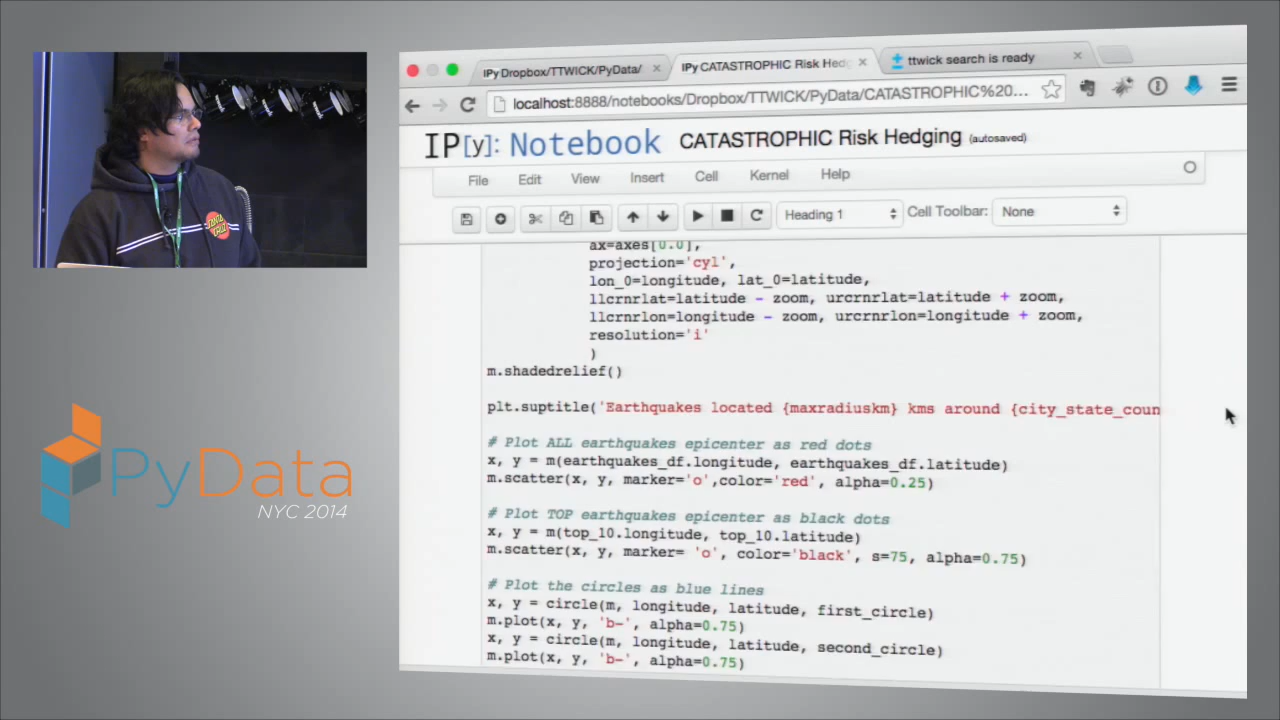 IPy Dropbox/TTWICK/PyData/
IPy CATASTROPHIC Risk Hedg
ttwick search is ready
localhost:8888/notebooks/Dropbox/TTWICK/PyData/CATASTROPHIC%20...
IP[y]: Notebook CATASTROPHIC Risk Hedging (autosaved)
File Edit View Insert Cell Kernel Help
Heading 1 Cell Toolbar: None
ax=axes[0.0],
projection='cyl',
lon_0=longitude, lat_0=latitude,
llcrnrlat=latitude - zoom, urcrnrlat=latitude + zoom,
llcrnrlon=longitude - zoom, urcrnrlon=longitude + zoom,
resolution='i'
)
m.shadedrelief()
plt.suptitle('Earthquakes located {maxradiuskm} kms around {city_state_coun
# Plot ALL earthquakes epicenter as red dots
x, y = m(earthquakes_df.longitude, earthquakes_df.latitude)
m.scatter(x, y, marker='o',color='red', alpha=0.25)
# Plot TOP earthquakes epicenter as black dots
x, y = m(top_10.longitude, top_10.latitude)
m.scatter(x, y, marker= 'o', color='black', s=75, alpha=0.75)
# Plot the circles as blue lines
x, y = circle(m, longitude, latitude, first_circle)
m.plot(x, y, 'b-', alpha=0.75)
x, y = circle(m, longitude, latitude, second_circle)
m.plot(x, y, 'b-', alpha=0.75)
SANTA
CRUZ
PyData
NYC 2014